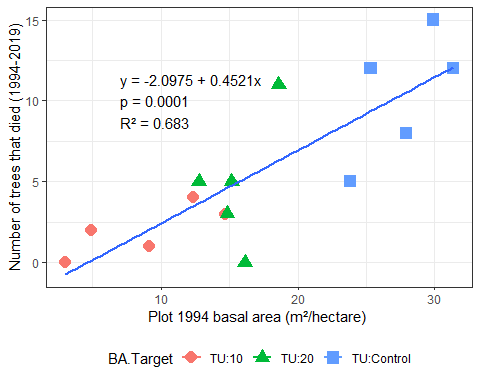 15
10
5
0
Number of trees that died (1994-2019)
y = -2.0975 + 0.4521x
p = 0.0001
R² = 0.683
10 20 30
Plot 1994 basal area (m²/hectare)
BA.Target TU:10 TU:20 TU:Control